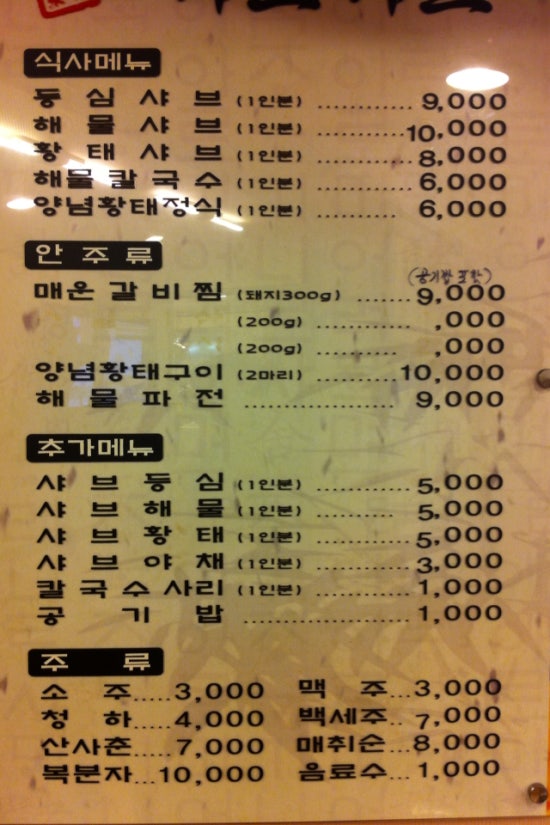 식사메뉴
등심샤브 (1인분) ............ 9,000
해물샤브 (1인분) ............ 10,000
황태샤브 (1인분) ............ 8,000
해물칼국수 (1인분) ............ 6,000
양념황태정식 (1인분) ............ 6,000
안주류
(공기밥 포함)
매운갈비찜 (돼지300g) ....... 9,000
(200g) .............. ,000
(200g) ............ ,000
양념황태구이 (2마리) ............ 10,000
해물파전 ................... 9,000
추가메뉴
샤브등심 (1인분) ............ 5,000
샤브해물 (1인분) .......... 5,000
샤브황태 (1인분) ............ 5,000
샤브야채 (1인분) ............ 3,000
칼국수사리 (1인분) ............ 1,000
공기밥 ..................... 1,000
주류
소주.....3,000 맥주...3,000
청하.....4,000 백세주..7,000
산사춘.....7,000 매취순...8,000
복분자...10,000 음료수...1,000